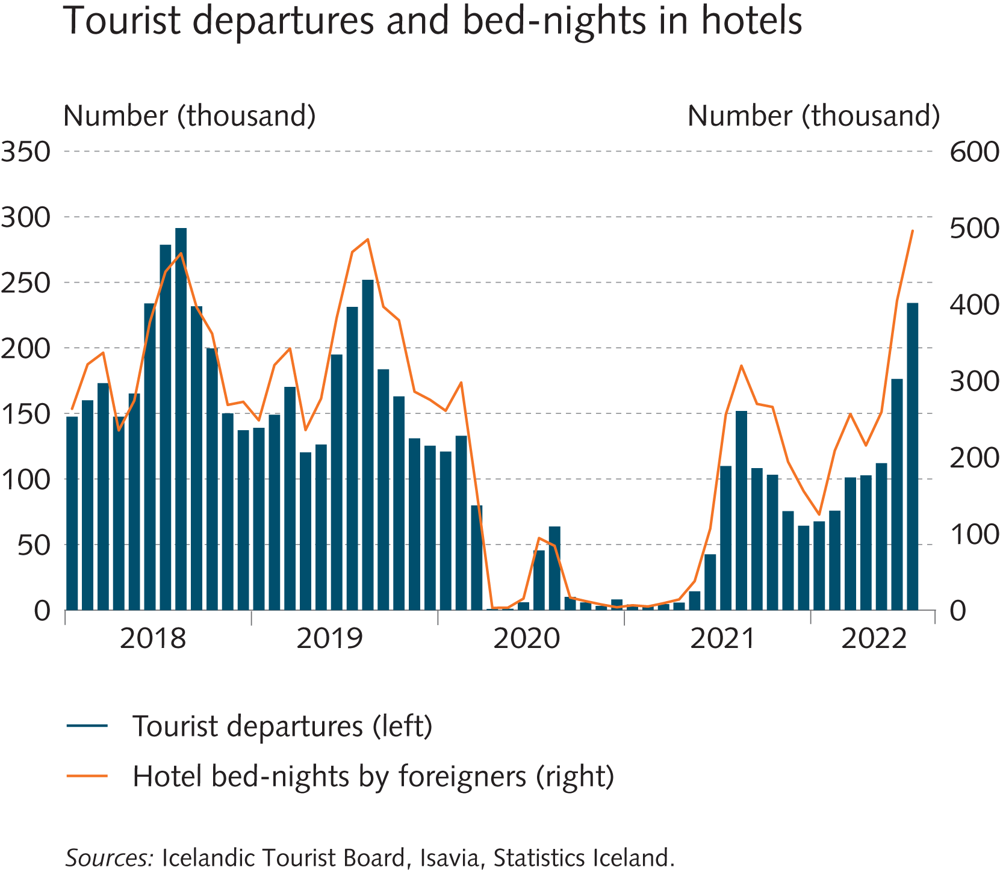 Tourist departures and bed-nights in hotels
Number (thousand) Number (thousand)
350 600
300 500
250 400
200 300
150 200
100 100
50 0
0
2018 2019 2020 2021 2022
Tourist departures (left)
Hotel bed-nights by foreigners (right)
Sources: Icelandic Tourist Board, Isavia, Statistics Iceland.